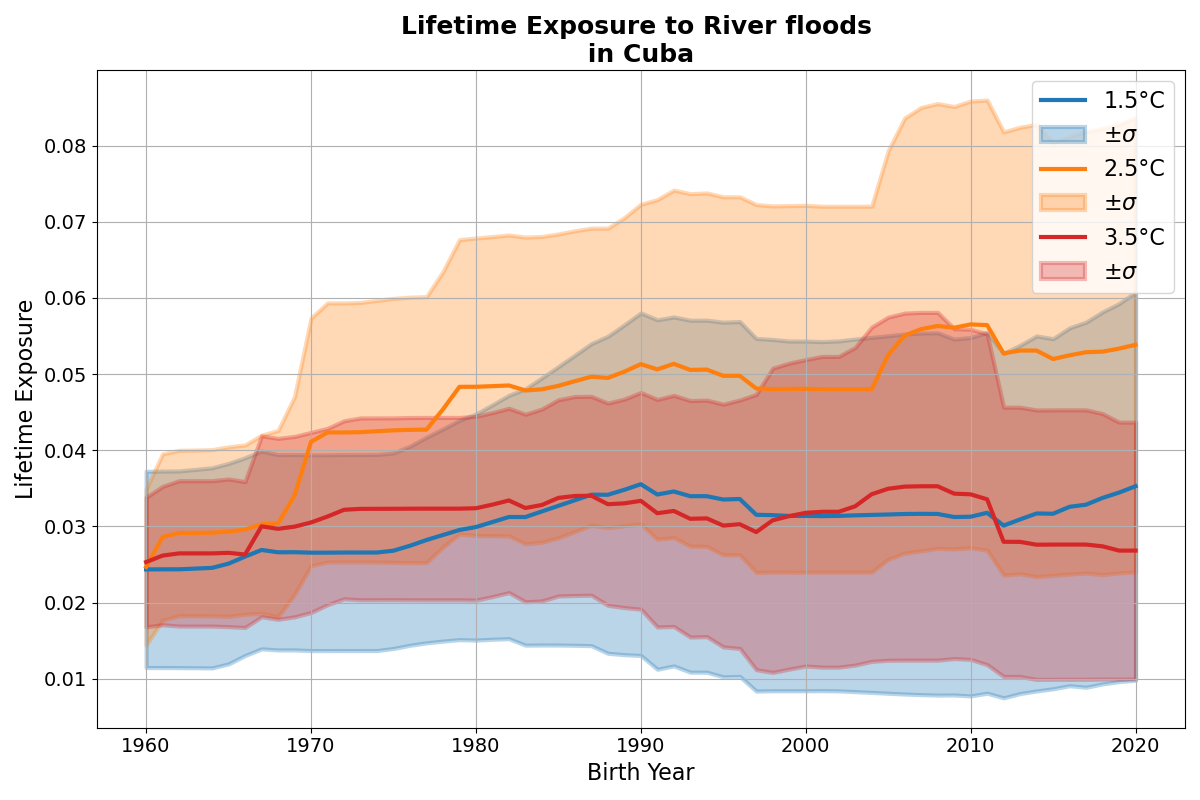 Lifetime Exposure to River floods
in Cuba
1.5°C
±σ
2.5°C
±σ
3.5°C
±σ
Lifetime Exposure
0.08
0.07
0.06
0.05
0.04
0.03
0.02
0.01
1960 1970 1980 1990 2000 2010 2020
Birth Year